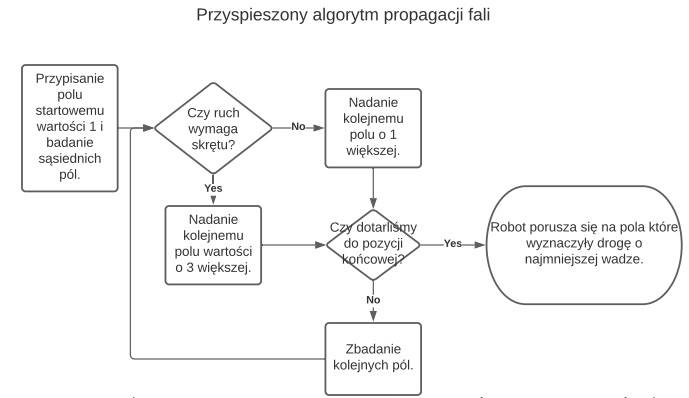 Przyspieszony algorytm propagacji fali
Przypisanie
polu
startowemu
wartości 1 i
badanie
sąsiednich
pól.
Czy ruch
wymaga
skrętu?
No
Nadanie
kolejnemu
polu o 1
większej.
Yes
Nadanie
kolejnemu
polu wartości
o 3 większej.
Czy dotarliśmy
do pozycji
końcowej?
Yes
Robot porusza się na pola które
wyznaczyły drogę o
najmniejszej wadze.
No
Zbadanie
kolejnych pól.